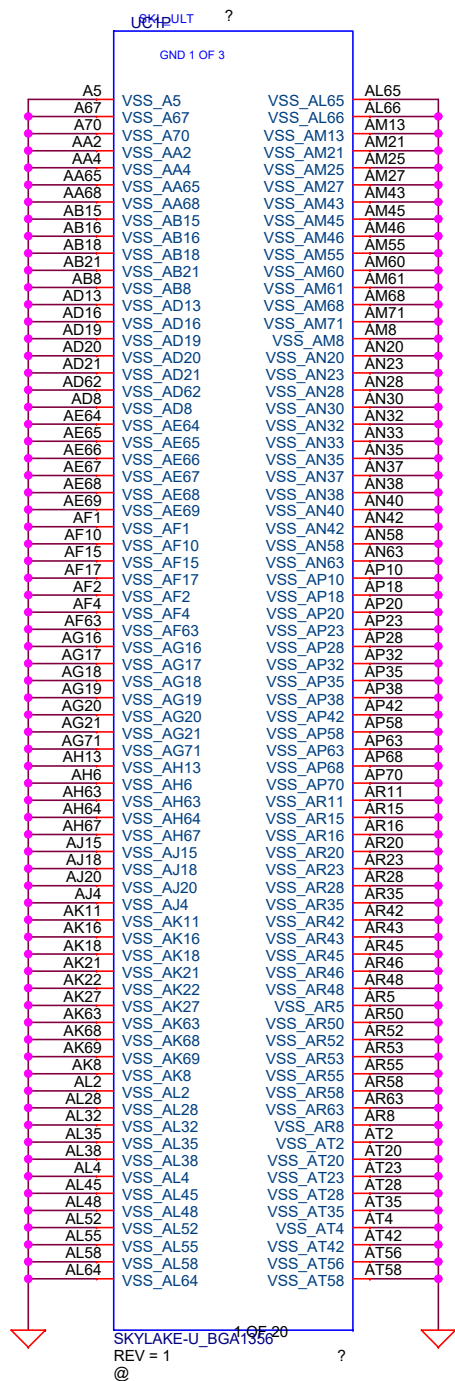 SKL_ULT ?
UC1P
GND 1 OF 3
A5 VSS_A5 VSS_AL65 AL65
A67 VSS_A67 VSS_AL66 AL66
A70 VSS_A70 VSS_AM13 AM13
AA2 VSS_AA2 VSS_AM21 AM21
AA4 VSS_AA4 VSS_AM25 AM25
AA65 VSS_AA65 VSS_AM27 AM27
AA68 VSS_AA68 VSS_AM43 AM43
AB15 VSS_AB15 VSS_AM45 AM45
AB16 VSS_AB16 VSS_AM46 AM46
AB18 VSS_AB18 VSS_AM55 AM55
AB21 VSS_AB21 VSS_AM60 AM60
AB8 VSS_AB8 VSS_AM61 AM61
AD13 VSS_AD13 VSS_AM68 AM68
AD16 VSS_AD16 VSS_AM71 AM71
AD19 VSS_AD19 VSS_AM8 AM8
AD20 VSS_AD20 VSS_AN20 AN20
AD21 VSS_AD21 VSS_AN23 AN23
AD62 VSS_AD62 VSS_AN28 AN28
AD8 VSS_AD8 VSS_AN30 AN30
AE64 VSS_AE64 VSS_AN32 AN32
AE65 VSS_AE65 VSS_AN33 AN33
AE66 VSS_AE66 VSS_AN35 AN35
AE67 VSS_AE67 VSS_AN37 AN37
AE68 VSS_AE68 VSS_AN38 AN38
AE69 VSS_AE69 VSS_AN40 AN40
AF1 VSS_AF1 VSS_AN42 AN42
AF10 VSS_AF10 VSS_AN58 AN58
AF15 VSS_AF15 VSS_AN63 AN63
AF17 VSS_AF17 VSS_AP10 AP10
AF2 VSS_AF2 VSS_AP18 AP18
AF4 VSS_AF4 VSS_AP20 AP20
AF63 VSS_AF63 VSS_AP23 AP23
AG16 VSS_AG16 VSS_AP28 AP28
AG17 VSS_AG17 VSS_AP32 AP32
AG18 VSS_AG18 VSS_AP35 AP35
AG19 VSS_AG19 VSS_AP38 AP38
AG20 VSS_AG20 VSS_AP42 AP42
AG21 VSS_AG21 VSS_AP58 AP58
AG71 VSS_AG71 VSS_AP63 AP63
AH13 VSS_AH13 VSS_AP68 AP68
AH6 VSS_AH6 VSS_AP70 AP70
AH63 VSS_AH63 VSS_AR11 AR11
AH64 VSS_AH64 VSS_AR15 AR15
AH67 VSS_AH67 VSS_AR16 AR16
AJ15 VSS_AJ15 VSS_AR20 AR20
AJ18 VSS_AJ18 VSS_AR23 AR23
AJ20 VSS_AJ20 VSS_AR28 AR28
AJ4 VSS_AJ4 VSS_AR35 AR35
AK11 VSS_AK11 VSS_AR42 AR42
AK16 VSS_AK16 VSS_AR43 AR43
AK18 VSS_AK18 VSS_AR45 AR45
AK21 VSS_AK21 VSS_AR46 AR46
AK22 VSS_AK22 VSS_AR48 AR48
AK27 VSS_AK27 VSS_AR5 AR5
AK63 VSS_AK63 VSS_AR50 AR50
AK68 VSS_AK68 VSS_AR52 AR52
AK69 VSS_AK69 VSS_AR53 AR53
AK8 VSS_AK8 VSS_AR55 AR55
AL2 VSS_AL2 VSS_AR58 AR58
AL28 VSS_AL28 VSS_AR63 AR63
AL32 VSS_AL32 VSS_AR8 AR8
AL35 VSS_AL35 VSS_AT2 AT2
AL38 VSS_AL38 VSS_AT20 AT20
AL4 VSS_AL4 VSS_AT23 AT23
AL45 VSS_AL45 VSS_AT28 AT28
AL48 VSS_AL48 VSS_AT35 AT35
AL52 VSS_AL52 VSS_AT4 AT4
AL55 VSS_AL55 VSS_AT42 AT42
AL58 VSS_AL58 VSS_AT56 AT56
AL64 VSS_AL64 VSS_AT58 AT58
1 OF 20
SKYLAKE-U_BGA1356
REV = 1 ?
@